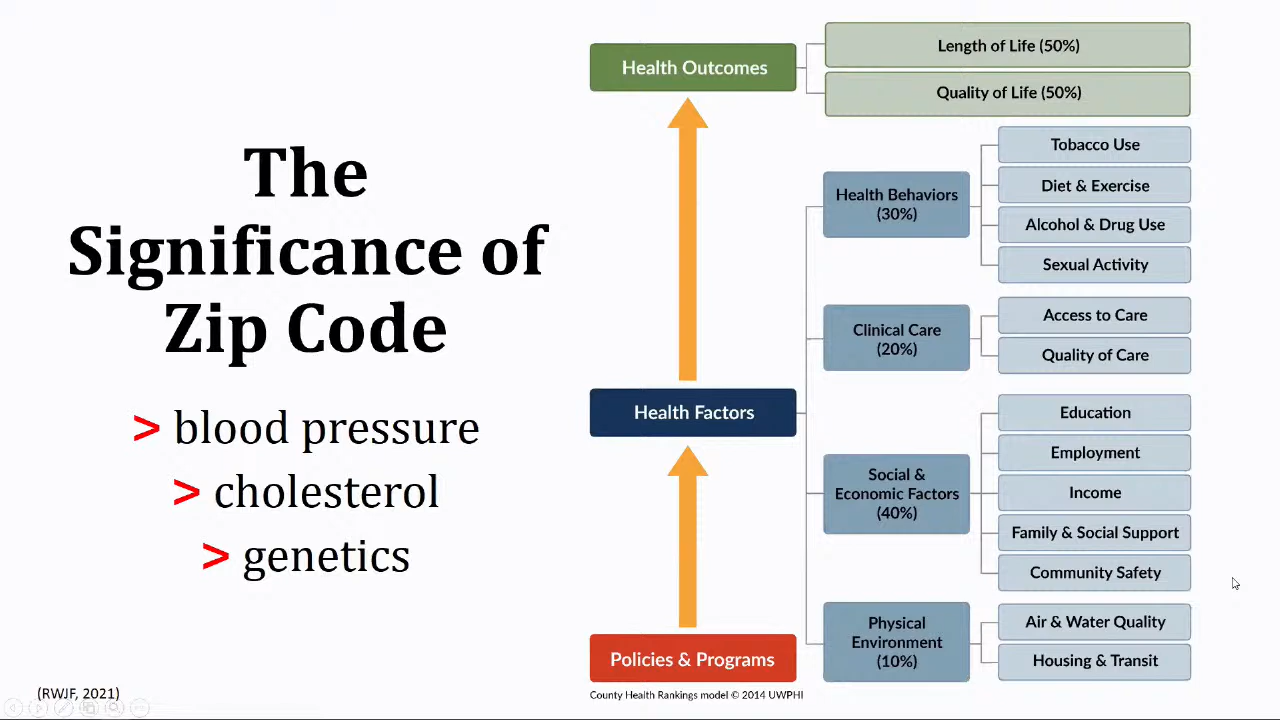 The
Significance of
Zip Code
> blood pressure
> cholesterol
> genetics
(RWJF, 2021)
Health Outcomes
Length of Life (50%)
Quality of Life (50%)
Health Factors
Health Behaviors
(30%)
Tobacco Use
Diet & Exercise
Alcohol & Drug Use
Sexual Activity
Clinical Care
(20%)
Access to Care
Quality of Care
Social &
Economic Factors
(40%)
Education
Employment
Income
Family & Social Support
Community Safety
Physical
Environment
(10%)
Air & Water Quality
Housing & Transit
Policies & Programs
County Health Rankings model © 2014 UWPHI